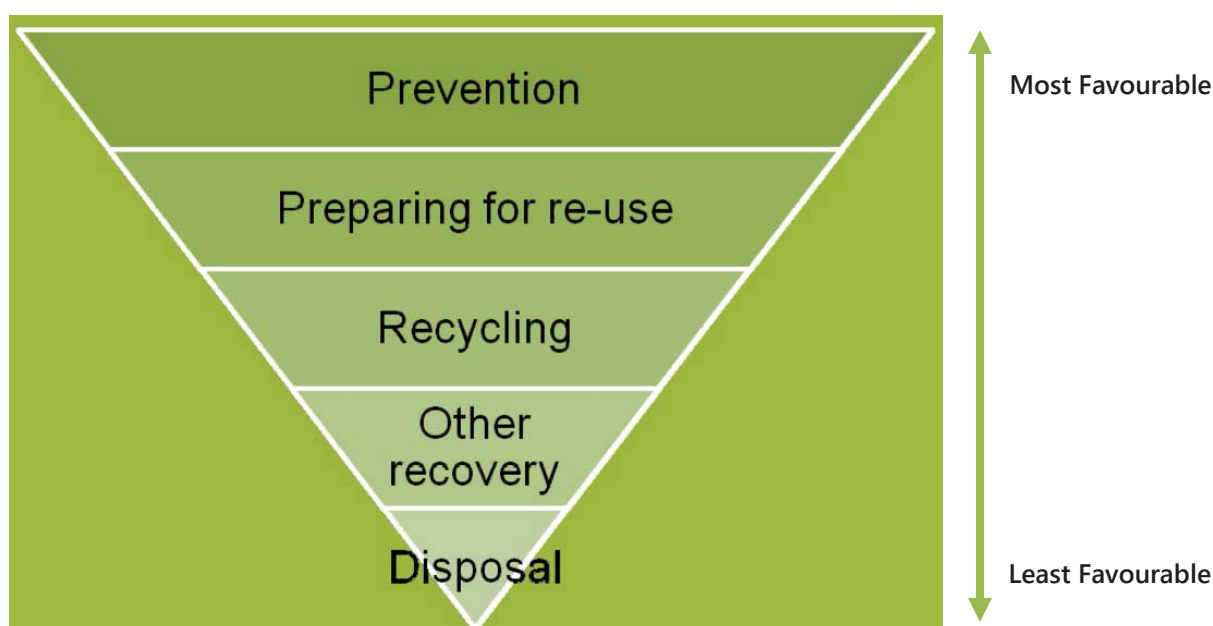 Prevention
Most Favourable
Preparing for re-use
Recycling
Other
recovery
Disposal
Least Favourable